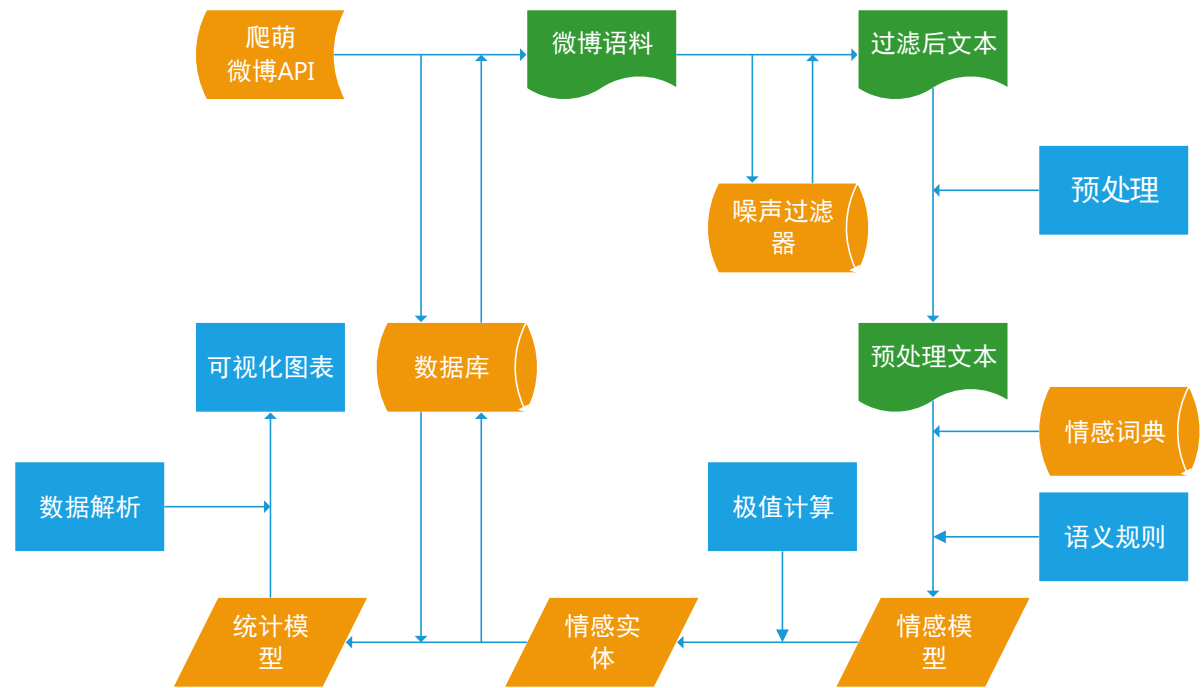 爬萌
微博API
微博语料
过滤后文本
预处理
噪声过滤
器
可视化图表
数据库
预处理文本
情感词典
数据解析
极值计算
语义规则
统计模
型
情感实
体
情感模
型